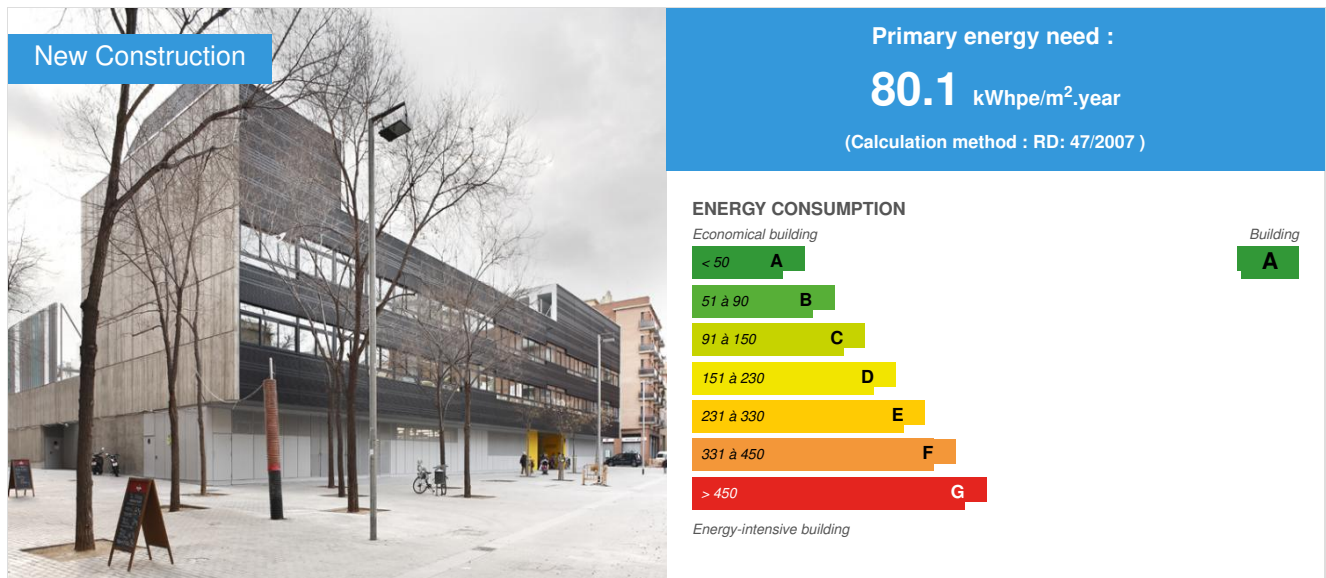 New Construction
Primary energy need :
80.1 kWhpe/m².year
(Calculation method : RD: 47/2007 )
ENERGY CONSUMPTION
Economical building
Building
< 50 A
A
51 à 90 B
91 à 150 C
151 à 230 D
231 à 330 E
331 à 450 F
> 450 G
Energy-intensive building